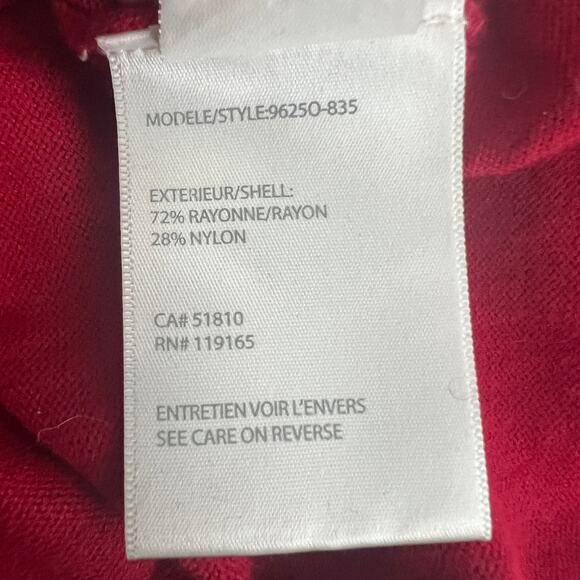 MODELE/STYLE:9625O-835
EXTERIEUR/SHELL:
72% RAYONNE/RAYON
28% NYLON
CA# 51810
RN# 119165
ENTRETIEN VOIR L'ENVERS
SEE CARE ON REVERSE